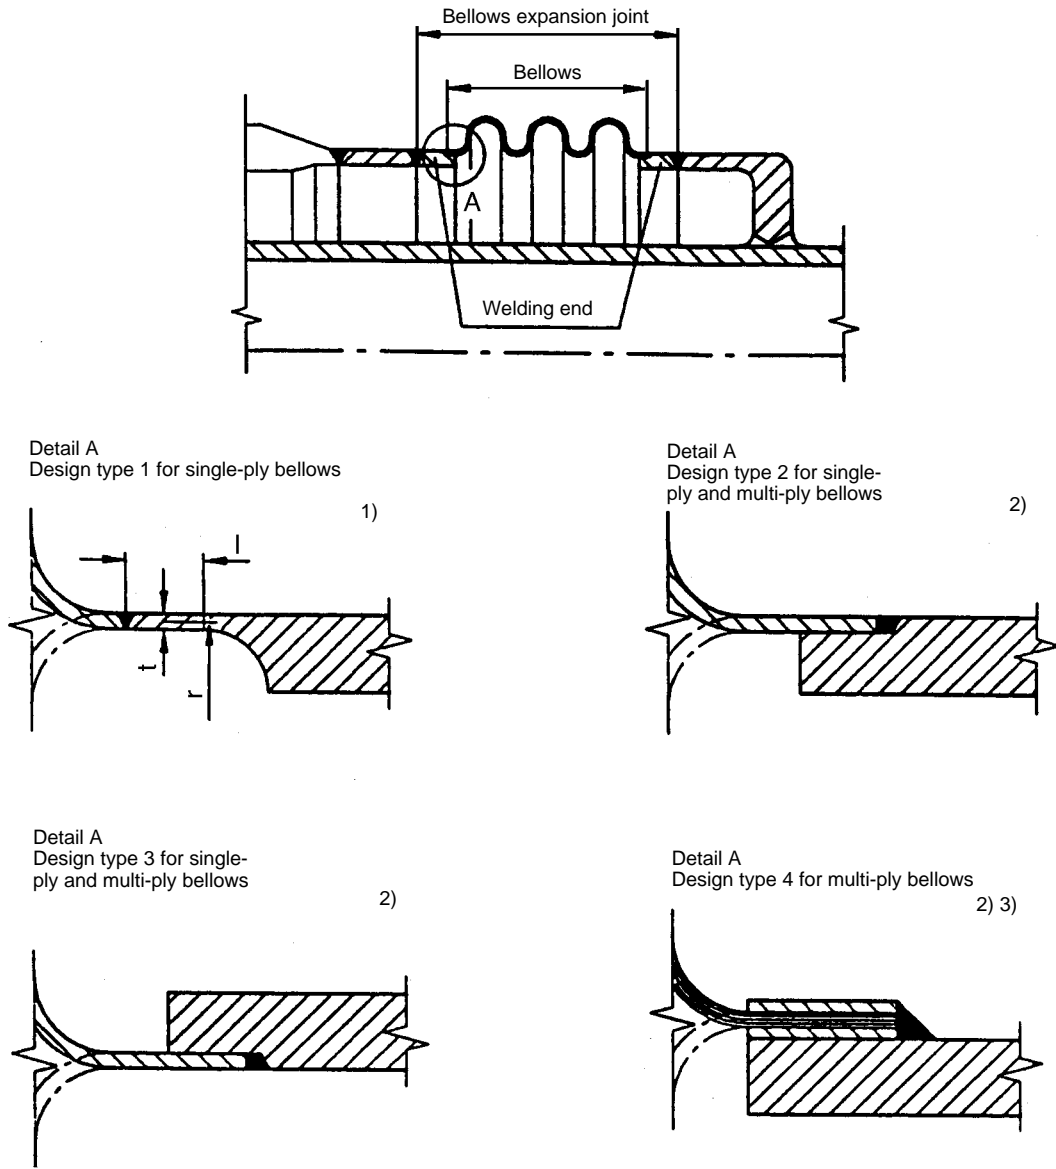 Bellows expansion joint
Bellows
A
Welding end
Detail A
Design type 1 for single-ply bellows
1)
l
t
r
Detail A
Design type 2 for single-
ply and multi-ply bellows
2)
Detail A
Design type 3 for single-
ply and multi-ply bellows
2)
Detail A
Design type 4 for multi-ply bellows
2) 3)